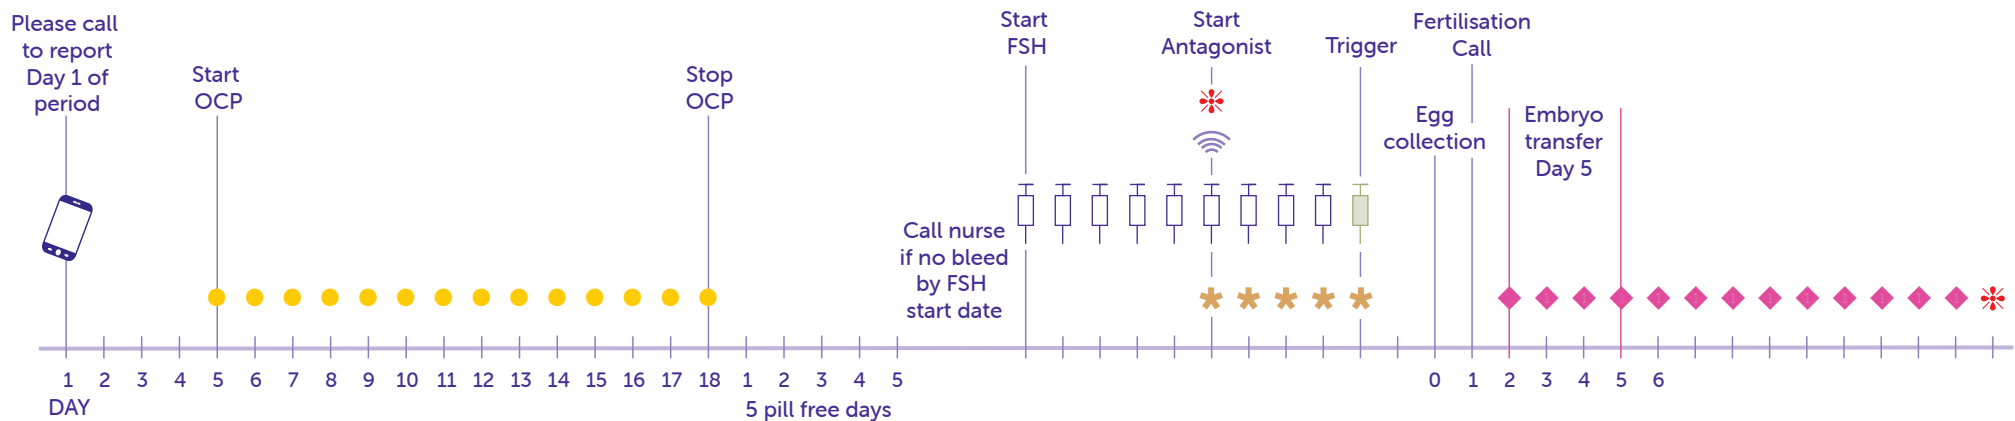 Please call
to report
Day 1 of
period
Start
OCP
Stop
OCP
Call nurse
if no bleed
by FSH
start date
Start
FSH
Start
Antagonist
Trigger
Egg
collection
Fertilisation
Call
Embryo
transfer
Day 5
1 2 3 4 5 6 7 8 9 10 11 12 13 14 15 16 17 18 1 2 3 4 5 0 1 2 3 4 5 6
DAY
5 pill free days